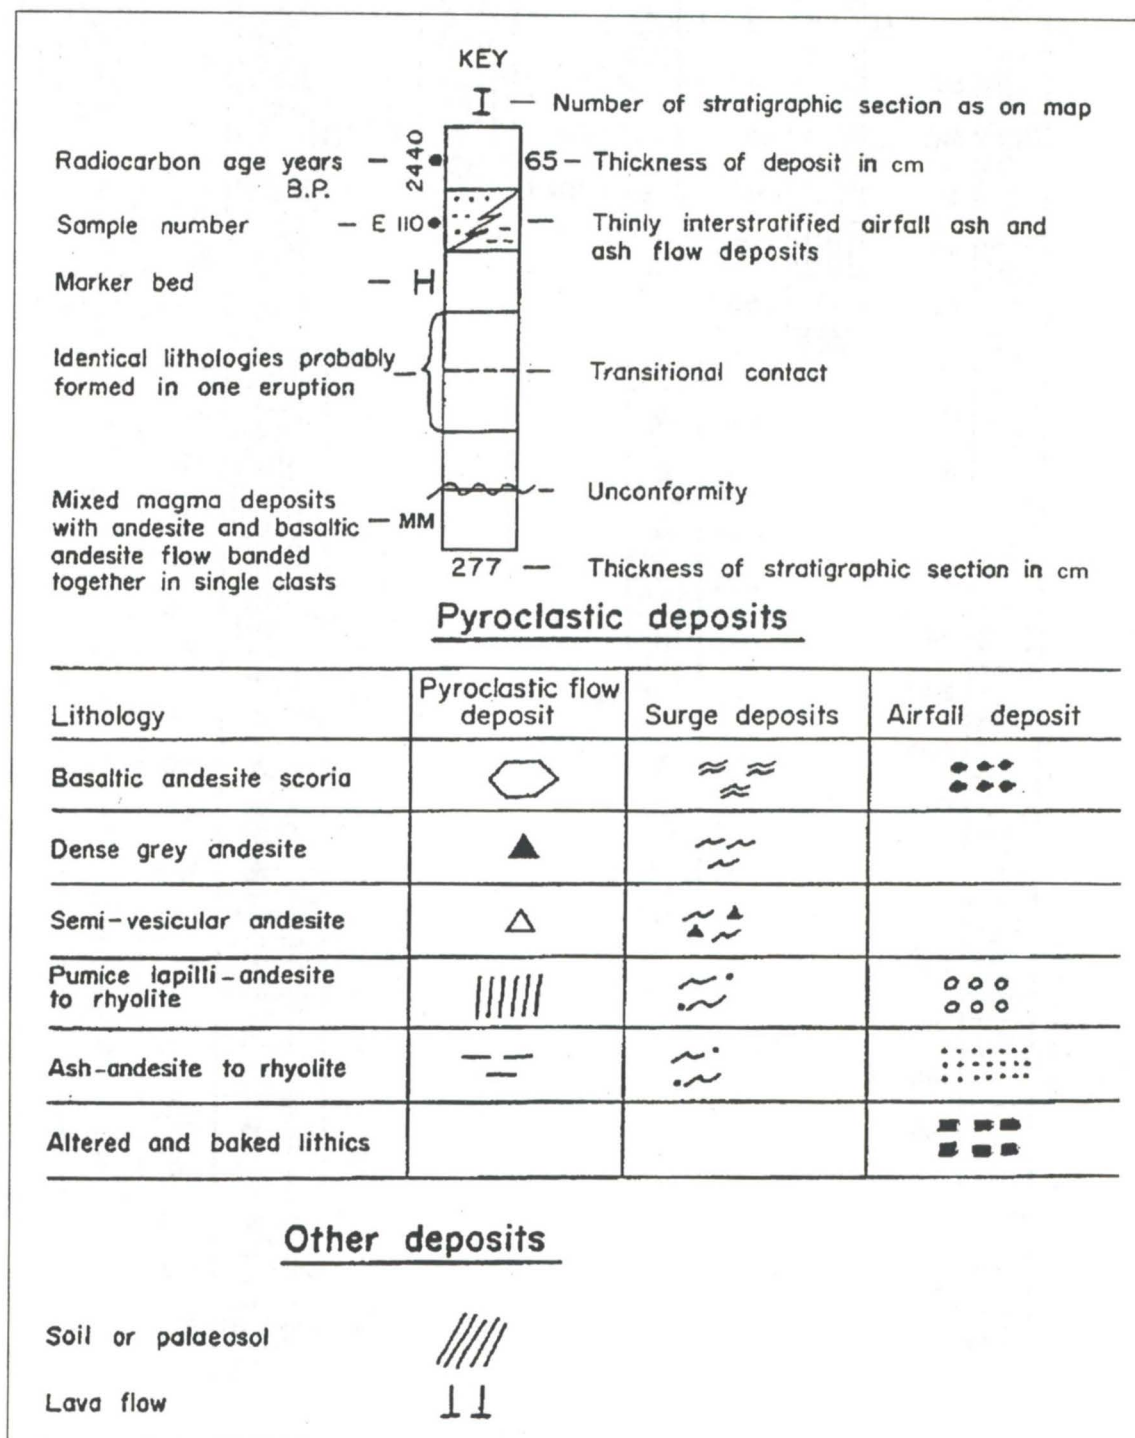 KEY
I — Number of stratigraphic section as on map
Radiocarbon age years — 2440
B.P.
65 — Thickness of deposit in cm
Sample number — E 110
— Thinly interstratified airfall ash and
ash flow deposits
Marker bed — H
Identical lithologies probably
formed in one eruption
— Transitional contact
— Unconformity
Mixed magma deposits
with andesite and basaltic — MM
andesite flow banded
together in single clasts
277 — Thickness of stratigraphic section in cm
Pyroclastic deposits
Lithology
Pyroclastic flow
deposit
Surge deposits
Airfall deposit
Basaltic andesite scoria
Dense grey andesite
Semi-vesicular andesite
Pumice lapilli-andesite
to rhyolite
Ash-andesite to rhyolite
Altered and baked lithics
Other deposits
Soil or palaeosol
Lava flow